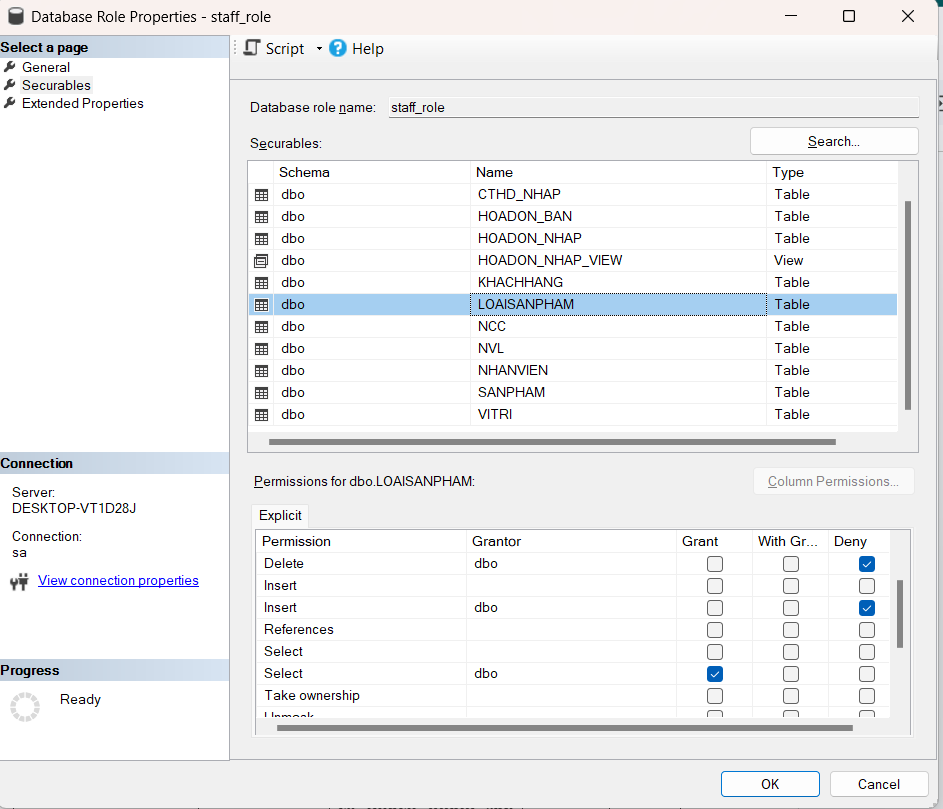 Database Role Properties - staff_role
Select a page
General
Securables
Extended Properties
Script
Help
Database role name: staff_role
Securables:
Search...
Schema Name Type
dbo CTHD_NHAP Table
dbo HOADON_BAN Table
dbo HOADON_NHAP Table
dbo HOADON_NHAP_VIEW View
dbo KHACHHANG Table
dbo LOAISANPHAM Table
dbo NCC Table
dbo NVL Table
dbo NHANVIEN Table
dbo SANPHAM Table
dbo VITRI Table
Connection
Server:
DESKTOP-VT1D28J
Connection:
sa
View connection properties
Progress
Ready
Permissions for dbo.LOAISANPHAM:
Column Permissions...
Explicit
Permission Grantor Grant With Gr... Deny
Delete dbo
Insert
Insert dbo
References
Select
Select dbo
Take ownership
Unmask
OK
Cancel